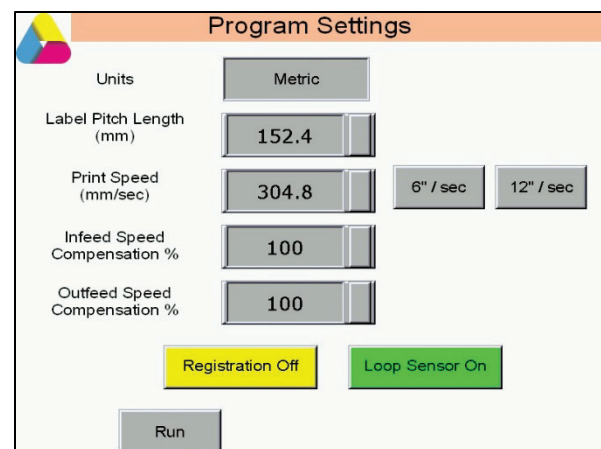 Program Settings
Units
Metric
Label Pitch Length
(mm)
152.4
Print Speed
(mm/sec)
304.8
6" / sec
12" / sec
Infeed Speed
Compensation %
100
Outfeed Speed
Compensation %
100
Registration Off
Loop Sensor On
Run